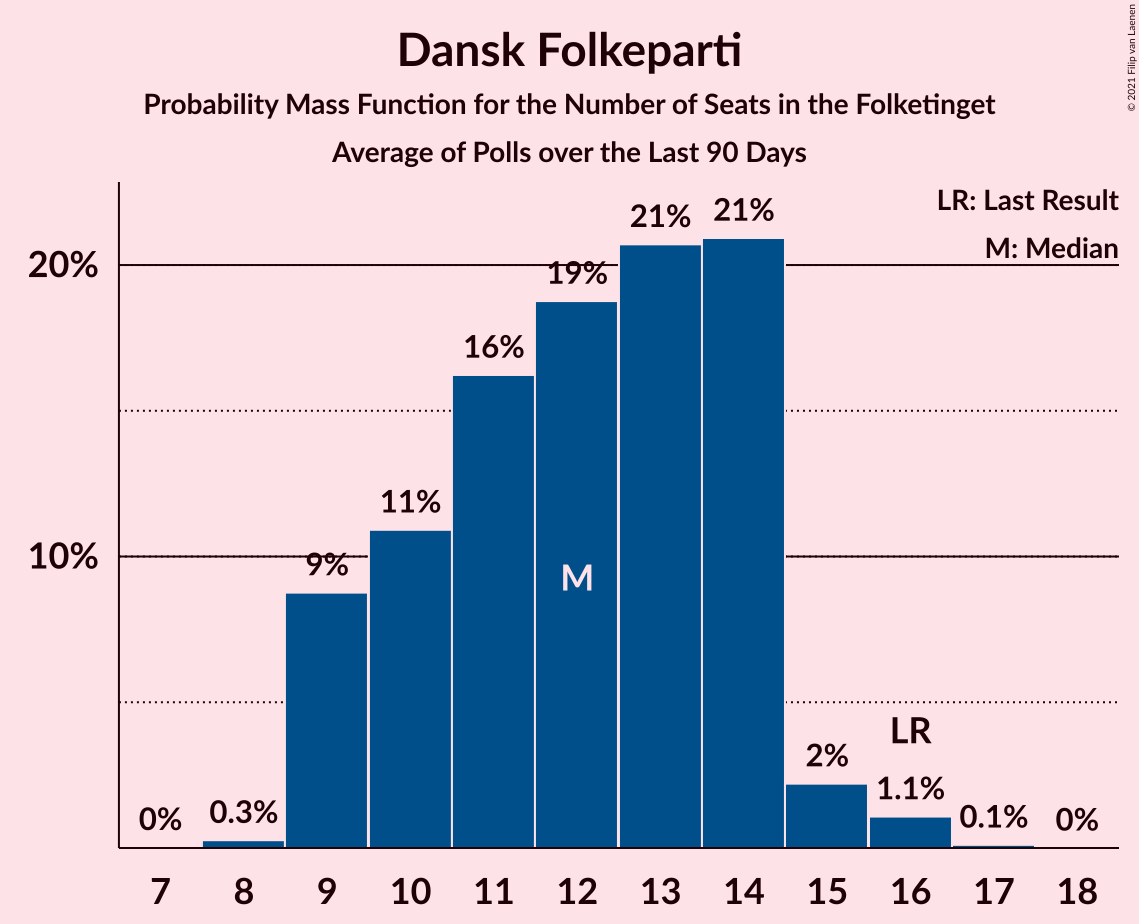 Dansk Folkeparti
Probability Mass Function for the Number of Seats in the Folketinget
Average of Polls over the Last 90 Days
© 2021 Filip van Laenen
LR: Last Result
M: Median
20%
10%
0%
0.3%
9%
11%
16%
19%
21%
21%
2%
1.1%
0.1%
0%
M
LR
7 8 9 10 11 12 13 14 15 16 17 18